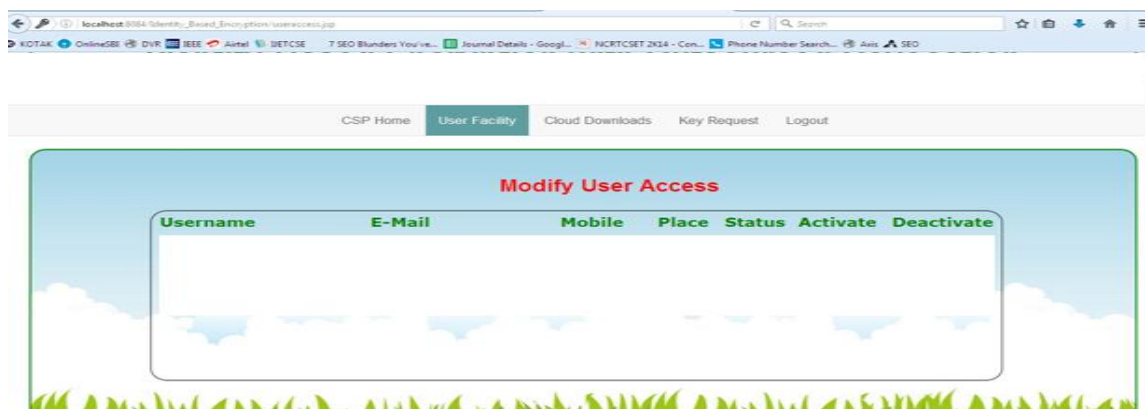 localhost:8084/Identity_Based_Encryption/useraccess.jsp
Search
KOTAK OnlineSBI DVR IEEE Airtel IJETCSE 7 SEO Blunders You've... Journal Details - Googl... NCRTCSET 2K14 - Con... Phone Number Search... Axis SEO
CSP Home User Facility Cloud Downloads Key Request Logout
Modify User Access
Username E-Mail Mobile Place Status Activate Deactivate